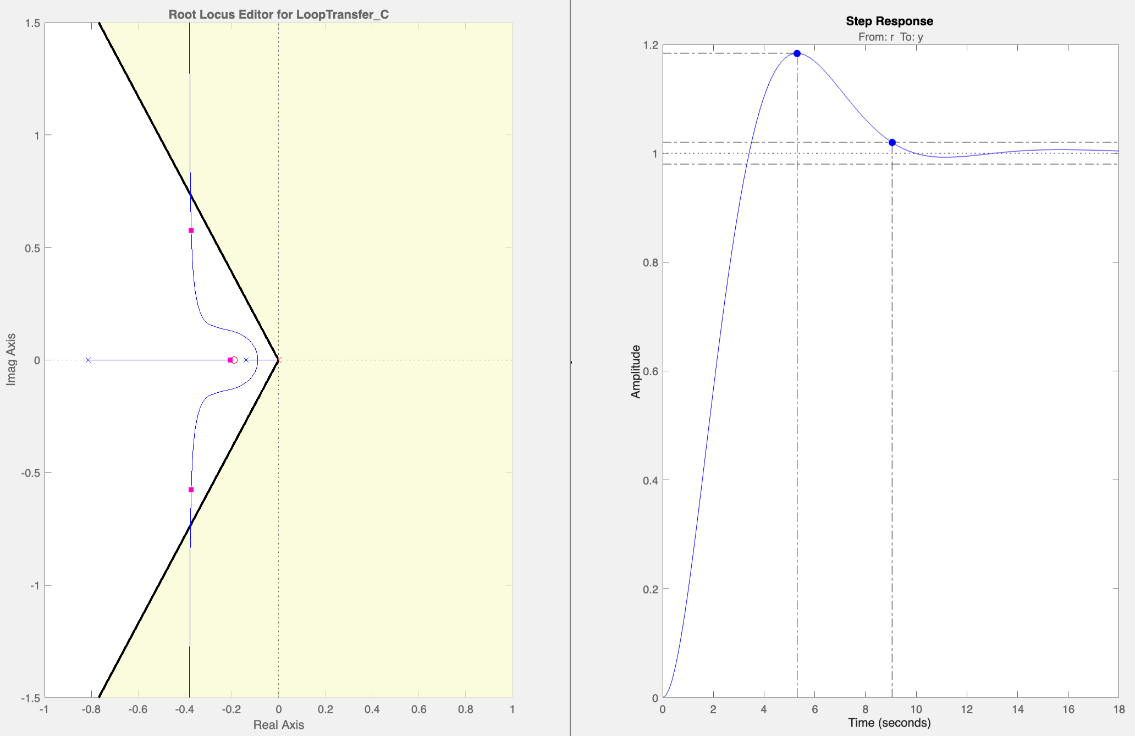 Root Locus Editor for LoopTransfer_C
1.5
1
0.5
0
-0.5
-1
-1.5
Imag Axis
-1 -0.8 -0.6 -0.4 -0.2 0 0.2 0.4 0.6 0.8 1
Real Axis
Step Response
From: r To: y
1.2
1
0.8
0.6
0.4
0.2
0
Amplitude
0 2 4 6 8 10 12 14 16 18
Time (seconds)